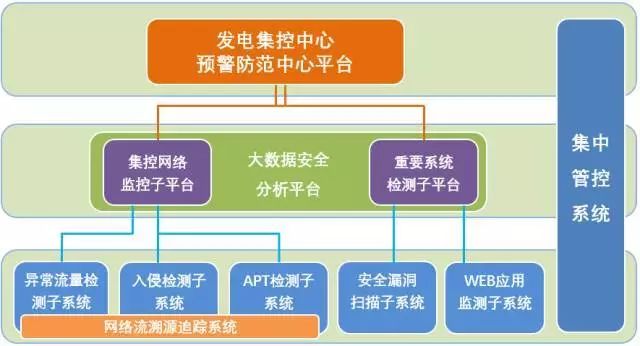 发电集控中心
预警防范中心平台
集控网络
监控子平台
大数据安全
分析平台
重要系统
检测子平台
集中
管控
系统
异常流量检
测子系统
入侵检测子
系统
APT检测子
系统
安全漏洞
扫描子系统
WEB应用
监测子系统
网络流溯源追踪系统